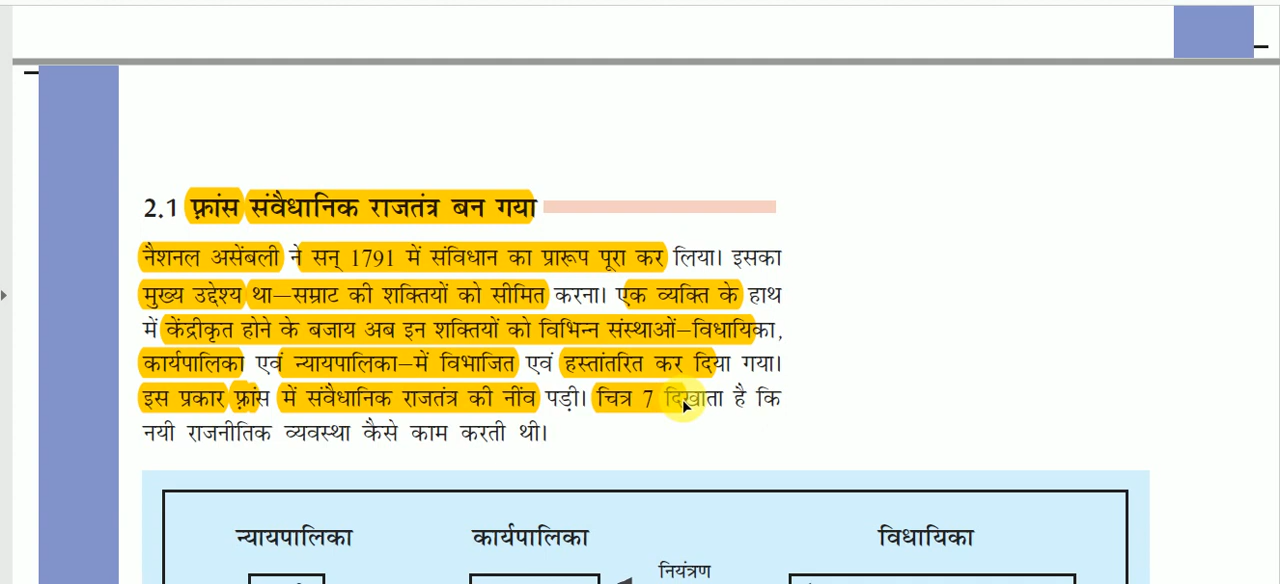 2.1 फ़्रांस संवैधानिक राजतंत्र बन गया
नैशनल असेंबली ने सन् 1791 में संविधान का प्रारूप पूरा कर लिया। इसका
मुख्य उद्देश्य था—सम्राट की शक्तियों को सीमित करना। एक व्यक्ति के हाथ
में केंद्रीकृत होने के बजाय अब इन शक्तियों को विभिन्न संस्थाओं—विधायिका,
कार्यपालिका एवं न्यायपालिका—में विभाजित एवं हस्तांतरित कर दिया गया।
इस प्रकार फ़्रांस में संवैधानिक राजतंत्र की नींव पड़ी। चित्र 7 दिखाता है कि
नयी राजनीतिक व्यवस्था कैसे काम करती थी।
न्यायपालिका कार्यपालिका विधायिका
नियंत्रण